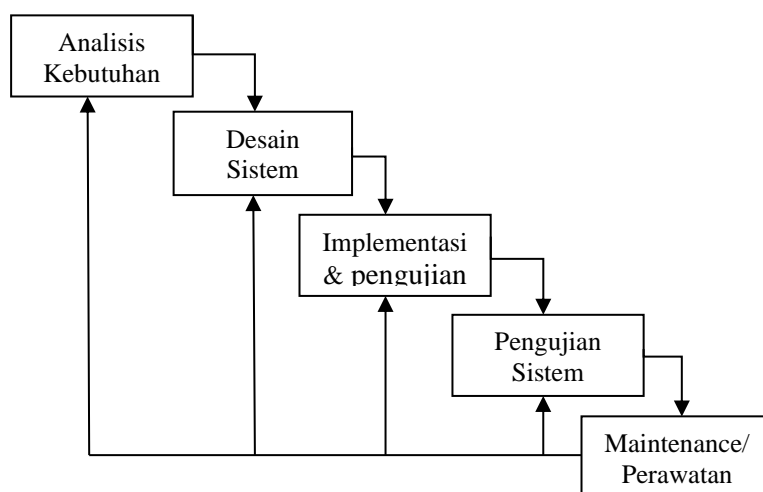 Analisis
Kebutuhan
Desain
Sistem
Implementasi
& pengujian
Pengujian
Sistem
Maintenance/
Perawatan